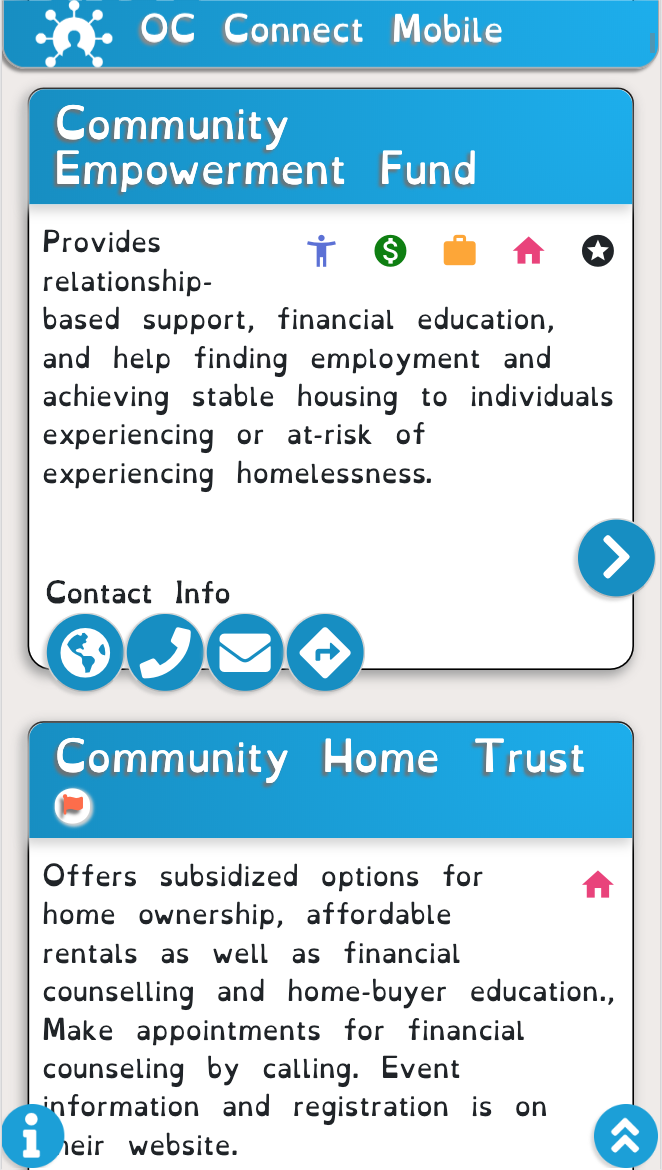 OC Connect Mobile
Community
Empowerment Fund
Provides
relationship-
based support, financial education,
and help finding employment and
achieving stable housing to individuals
experiencing or at-risk of
experiencing homelessness.
Contact Info
Community Home Trust
Offers subsidized options for
home ownership, affordable
rentals as well as financial
counselling and home-buyer education.,
Make appointments for financial
counseling by calling. Event
information and registration is on
their website.